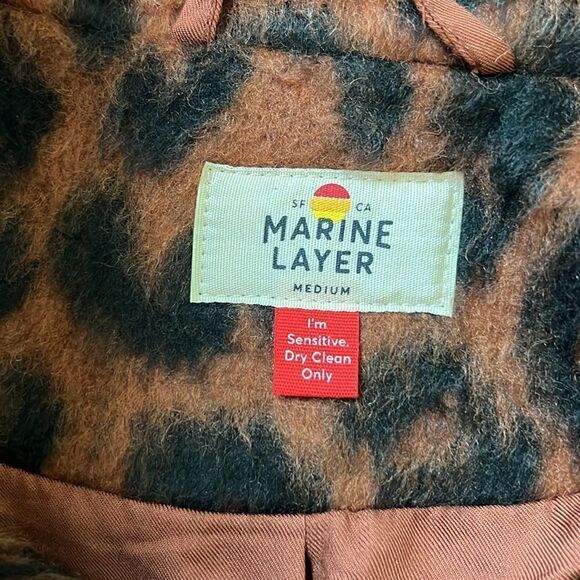 SF CA
MARINE
LAYER
MEDIUM
I'm
Sensitive.
Dry Clean
Only